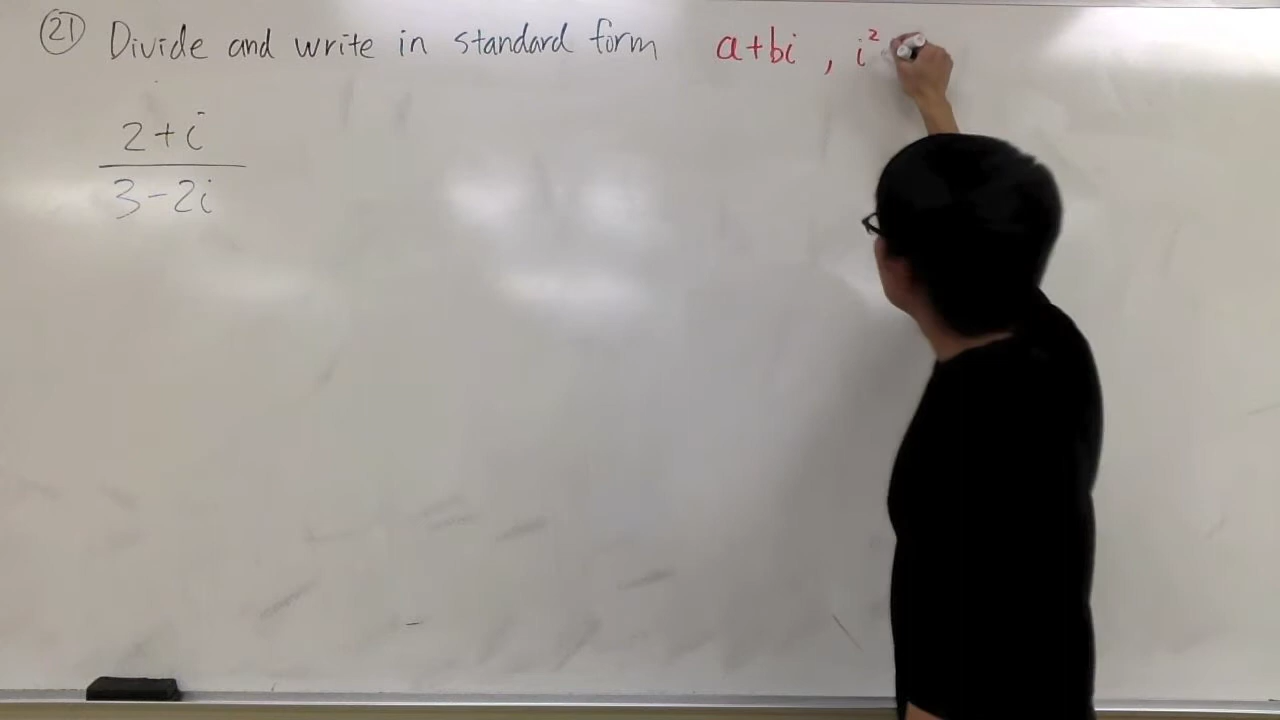 (21) Divide and write in standard form a+bi , i²
2+i
3-2i